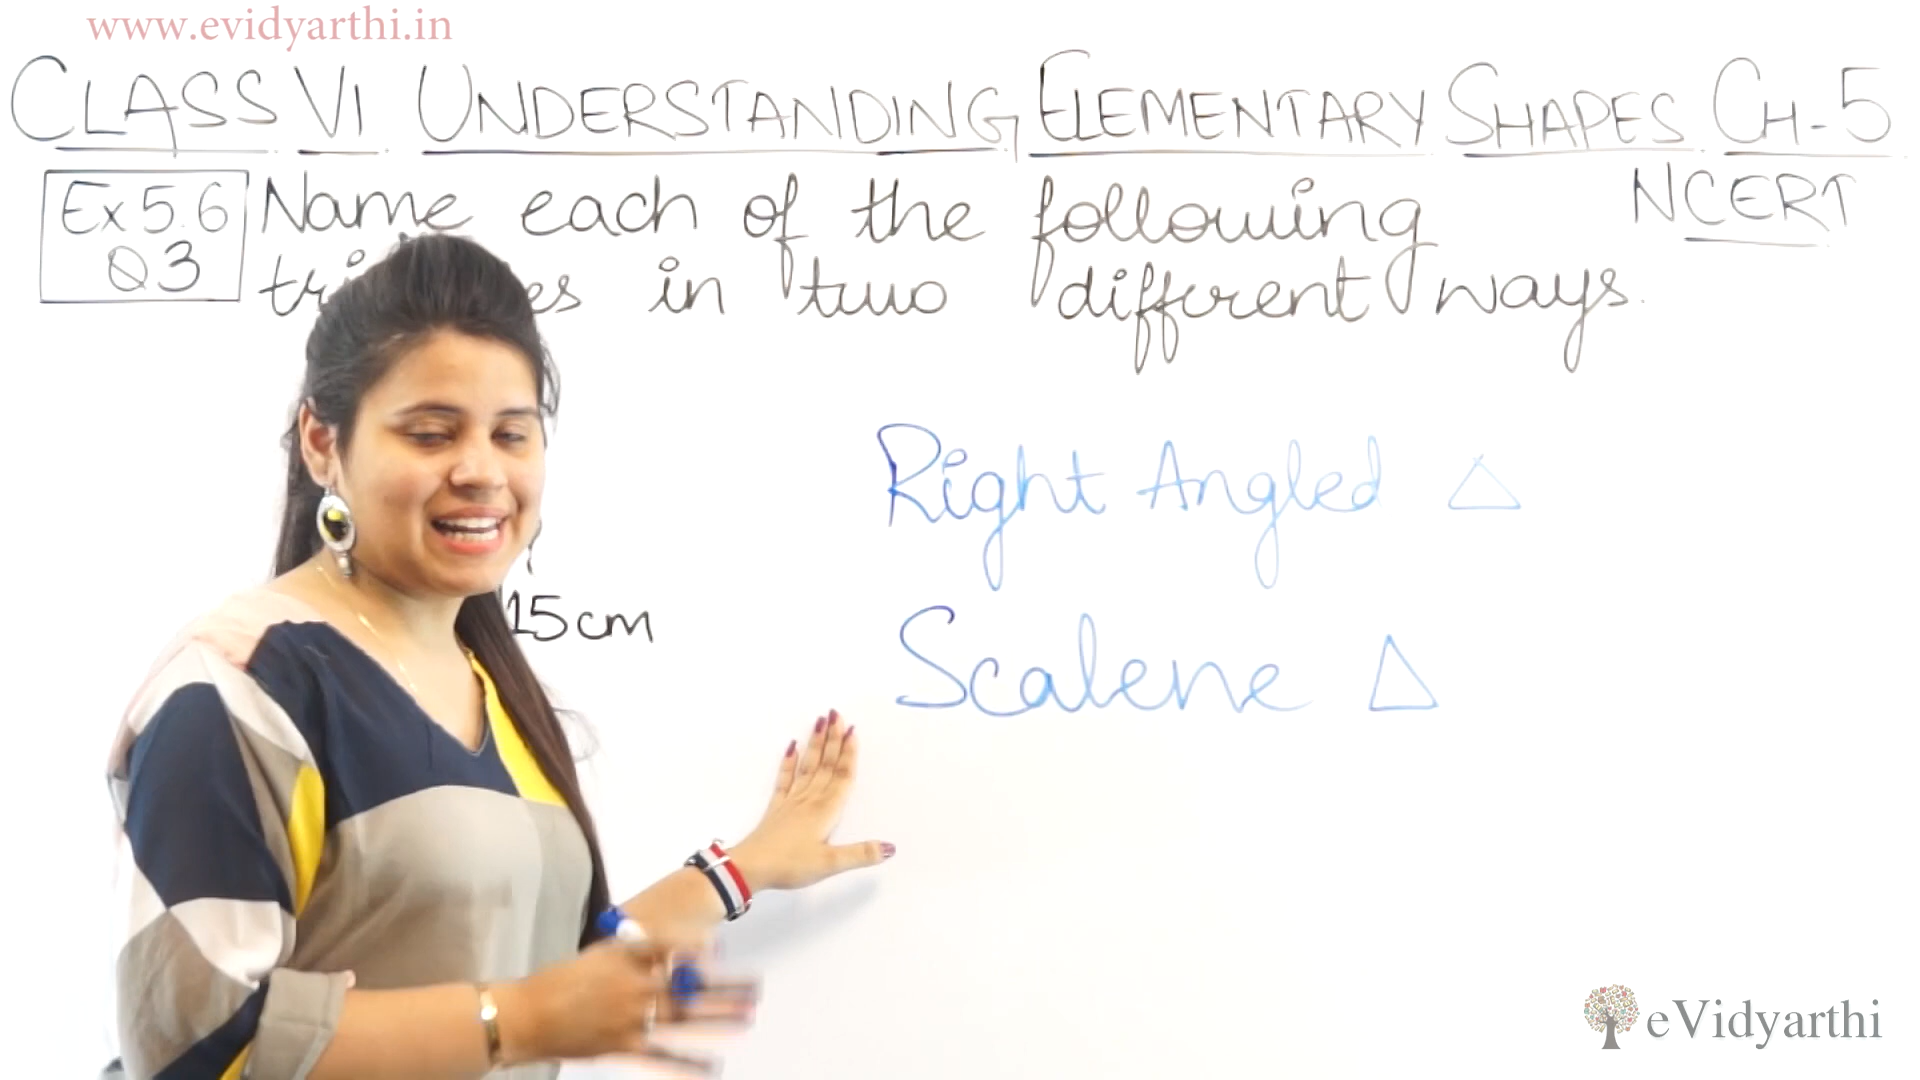 www.evidyarthi.in
CLASS VI UNDERSTANDING ELEMENTARY SHAPES CH-5
Ex 5.6 Name each of the following NCERT
Q3 in two different ways.
Right Angled △
15cm
Scalene △
eVidyarthi